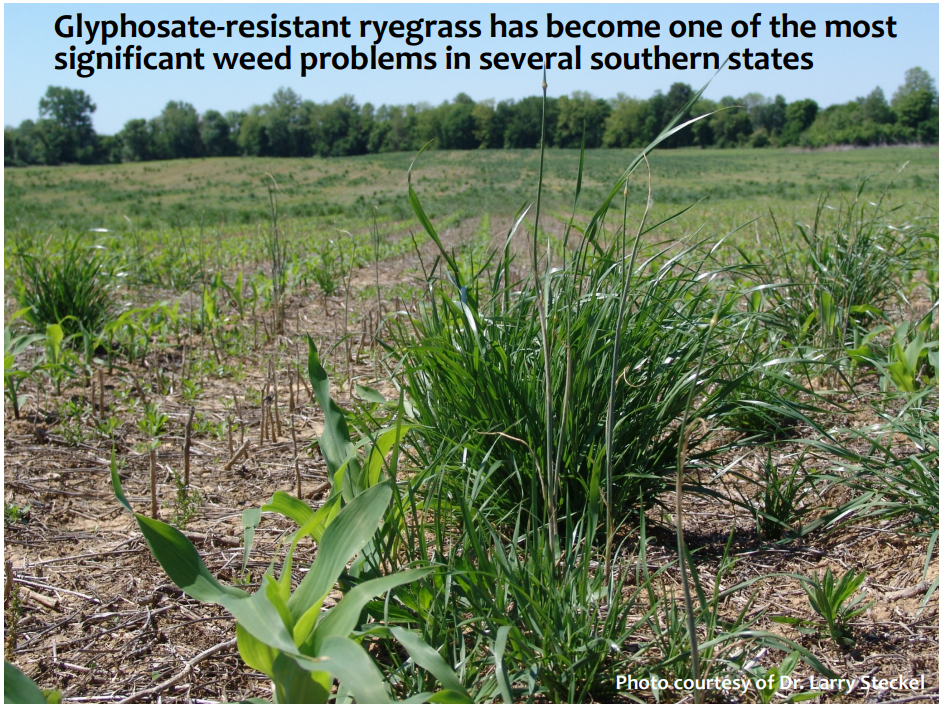 Glyphosate-resistant ryegrass has become one of the most
significant weed problems in several southern states
Photo courtesy of Dr. Larry Steckel